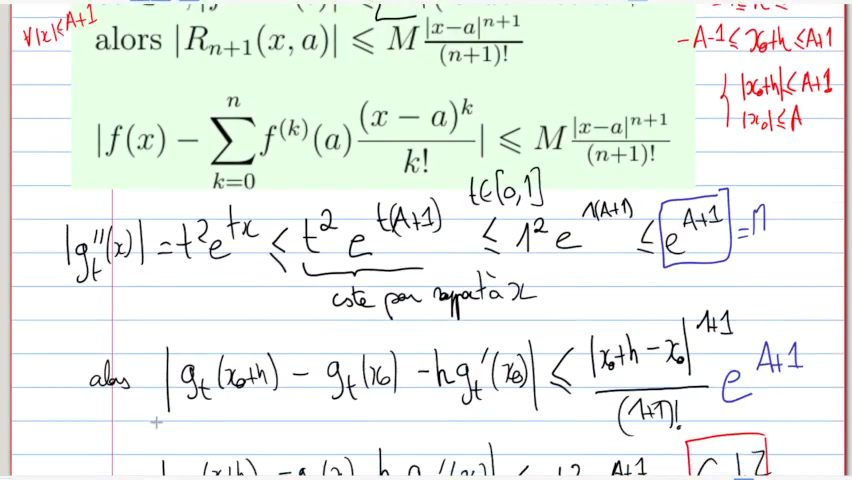 ∀|x|≤A+1
alors |R_{n+1}(x,a)| ⩽ M |x−a|^{n+1}/(n+1)!
−A−1 ≤ x₀+h ≤ A+1
{ |x₀+h| ≤ A+1
|x₀| ≤ A
|f(x) − ∑_{k=0}^{n} f^{(k)}(a) (x − a)^k/k! | ⩽ M |x−a|^{n+1}/(n+1)!
t∈[0,1]
|g_t''(x)| = t²e^{tx} ≤ t² e^{t(A+1)} ≤ 1² e^{1(A+1)} ≤ e^{A+1} = M
cste par rapport à x
alors |g_t(x₀+h) − g_t(x₀) − hg_t'(x₀)| ≤ |x₀+h − x₀|^{1+1}/(1+1)! e^{A+1}